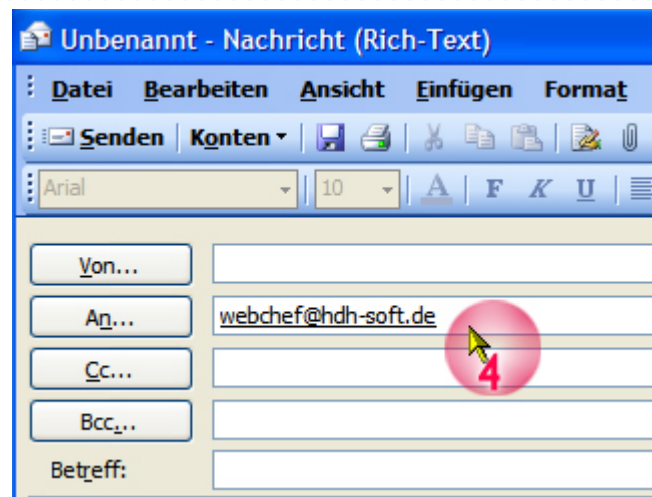 Unbenannt - Nachricht (Rich-Text)
Datei Bearbeiten Ansicht Einfügen Format
Senden Konten
Arial 10 A F K U
Von...
An... webchef@hdh-soft.de
4
Cc...
Bcc...
Betreff: